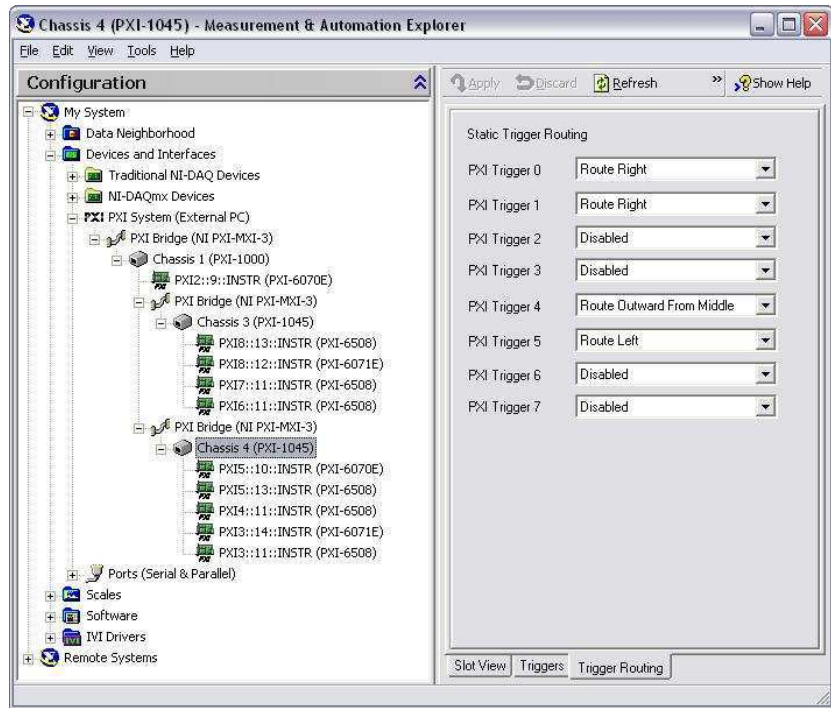 Chassis 4 (PXI-1045) - Measurement & Automation Explorer
File Edit View Tools Help
Configuration
My System
Data Neighborhood
Devices and Interfaces
Traditional NI-DAQ Devices
NI-DAQmx Devices
PXI PXI System (External PC)
PXI Bridge (NI PXI-MXI-3)
Chassis 1 (PXI-1000)
PXI2::9::INSTR (PXI-6070E)
PXI Bridge (NI PXI-MXI-3)
Chassis 3 (PXI-1045)
PXI8::13::INSTR (PXI-6508)
PXI8::12::INSTR (PXI-6071E)
PXI7::11::INSTR (PXI-6508)
PXI6::11::INSTR (PXI-6508)
PXI Bridge (NI PXI-MXI-3)
Chassis 4 (PXI-1045)
PXI5::10::INSTR (PXI-6070E)
PXI5::13::INSTR (PXI-6508)
PXI4::11::INSTR (PXI-6508)
PXI3::14::INSTR (PXI-6071E)
PXI3::11::INSTR (PXI-6508)
Ports (Serial & Parallel)
Scales
Software
IVI Drivers
Remote Systems
Apply Discard Refresh » Show Help
Static Trigger Routing
PXI Trigger 0 Route Right
PXI Trigger 1 Route Right
PXI Trigger 2 Disabled
PXI Trigger 3 Disabled
PXI Trigger 4 Route Outward From Middle
PXI Trigger 5 Route Left
PXI Trigger 6 Disabled
PXI Trigger 7 Disabled
Slot View Triggers Trigger Routing